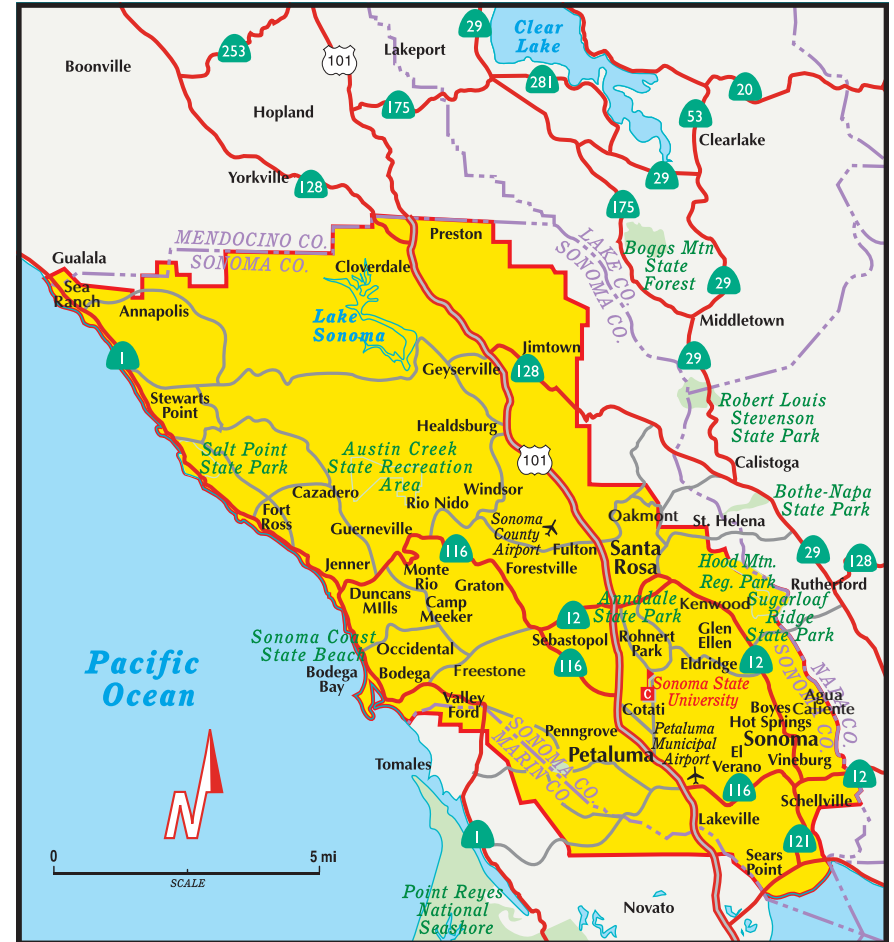 29
Clear
Lake
253
101
Lakeport
Boonville
281
20
175
Hopland
53
Clearlake
Yorkville
128
29
175
Preston
MENDOCINO CO.
SONOMA CO.
LAKE CO.
SONOMA CO.
Boggs Mtn
State
Forest
Gualala
Cloverdale
29
Sea
Ranch
Annapolis
Lake
Sonoma
Middletown
1
Jimtown
29
Geyserville
128
Stewarts
Point
Robert Louis
Stevenson
State Park
Healdsburg
Salt Point
State Park
Austin Creek
State Recreation
Area
101
Calistoga
Cazadero
Windsor
Rio Nido
Bothe-Napa
State Park
Fort
Ross
Guerneville
Sonoma
County
Airport
Oakmont
St. Helena
116
Fulton
Santa
Rosa
29
128
Jenner
Monte
Rio
Forestville
Hood Mtn.
Reg. Park
Rutherford
Duncans
MIlls
Graton
Camp
Meeker
Annadale
State Park
Kenwood
Sugarloaf
Ridge
State Park
12
Sonoma Coast
State Beach
Occidental
Sebastopol
Rohnert
Park
Glen
Ellen
Pacific
Ocean
Bodega
Bay
Bodega
Freestone
116
Eldridge
12
SONOMA CO.
NAPA CO.
C
Sonoma State
University
Valley
Ford
Cotati
Agua
Caliente
Boyes
Hot Springs
SONOMA CO.
MARIN CO.
Penngrove
Petaluma
Petaluma
Municipal
Airport
Sonoma
El
Verano
Vineburg
Tomales
12
116
Schellville
N
Lakeville
1
121
0
5 mi
SCALE
Sears
Point
Point Reyes
National
Seashore
Novato